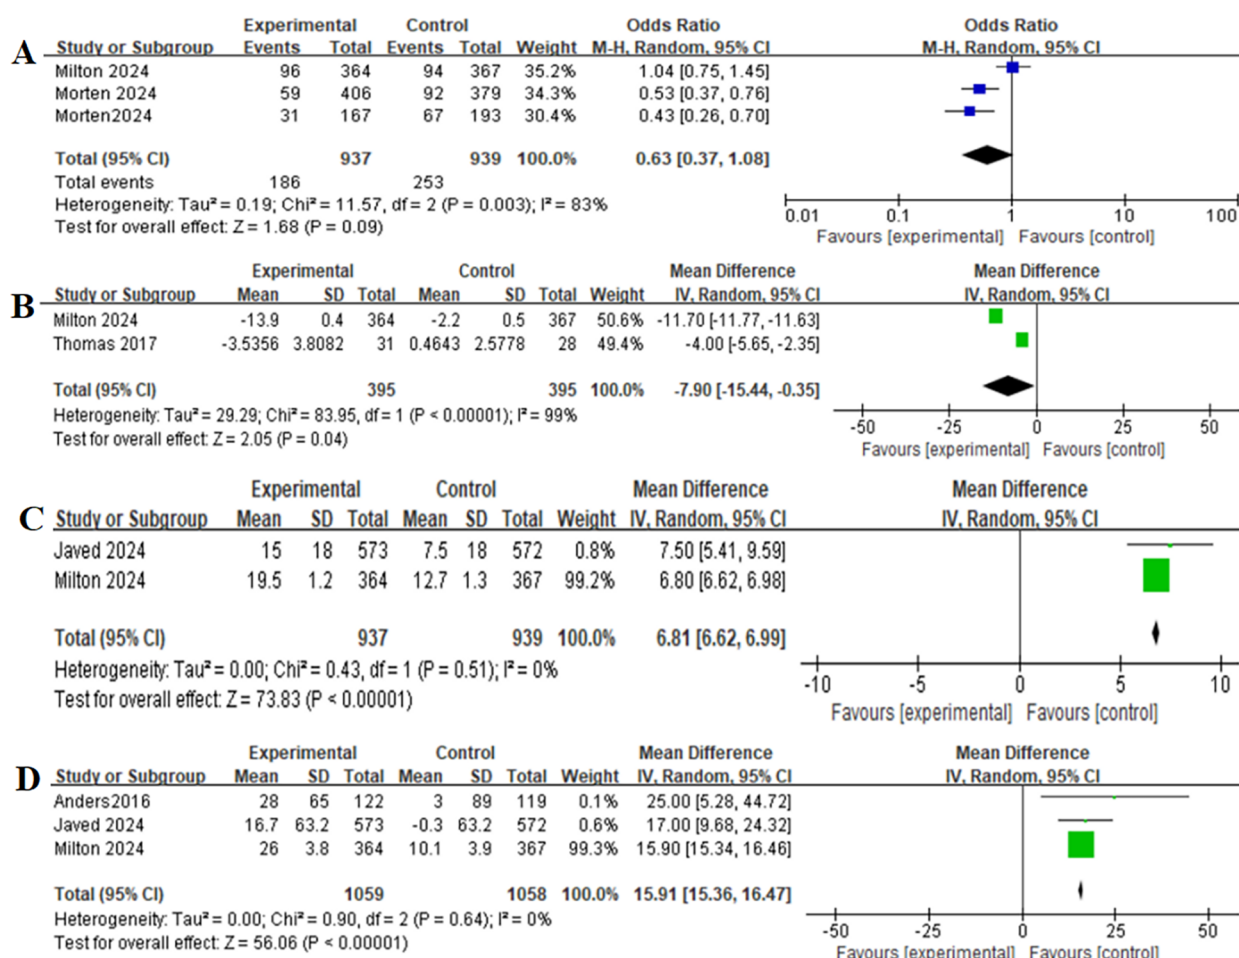 A
Experimental Control Odds Ratio Odds Ratio
Study or Subgroup Events Total Events Total Weight M-H, Random, 95% CI M-H, Random, 95% CI
Milton 2024 96 364 94 367 35.2% 1.04 [0.75, 1.45]
Morten 2024 59 406 92 379 34.3% 0.53 [0.37, 0.76]
Morten2024 31 167 67 193 30.4% 0.43 [0.26, 0.70]
Total (95% CI) 937 939 100.0% 0.63 [0.37, 1.08]
Total events 186 253
Heterogeneity: Tau² = 0.19; Chi² = 11.57, df = 2 (P = 0.003); I² = 83%
Test for overall effect: Z = 1.68 (P = 0.09)
0.01 0.1 1 10 100
Favours [experimental] Favours [control]
B
Experimental Control Mean Difference Mean Difference
Study or Subgroup Mean SD Total Mean SD Total Weight IV, Random, 95% CI IV, Random, 95% CI
Milton 2024 -13.9 0.4 364 -2.2 0.5 367 50.6% -11.70 [-11.77, -11.63]
Thomas 2017 -3.5356 3.8082 31 0.4643 2.5778 28 49.4% -4.00 [-5.65, -2.35]
Total (95% CI) 395 395 100.0% -7.90 [-15.44, -0.35]
Heterogeneity: Tau² = 29.29; Chi² = 83.95, df = 1 (P < 0.00001); I² = 99%
Test for overall effect: Z = 2.05 (P = 0.04)
-50 -25 0 25 50
Favours [experimental] Favours [control]
C
Experimental Control Mean Difference Mean Difference
Study or Subgroup Mean SD Total Mean SD Total Weight IV, Random, 95% CI IV, Random, 95% CI
Javed 2024 15 18 573 7.5 18 572 0.8% 7.50 [5.41, 9.59]
Milton 2024 19.5 1.2 364 12.7 1.3 367 99.2% 6.80 [6.62, 6.98]
Total (95% CI) 937 939 100.0% 6.81 [6.62, 6.99]
Heterogeneity: Tau² = 0.00; Chi² = 0.43, df = 1 (P = 0.51); I² = 0%
Test for overall effect: Z = 73.83 (P < 0.00001)
-10 -5 0 5 10
Favours [experimental] Favours [control]
D
Experimental Control Mean Difference Mean Difference
Study or Subgroup Mean SD Total Mean SD Total Weight IV, Random, 95% CI IV, Random, 95% CI
Anders2016 28 65 122 3 89 119 0.1% 25.00 [5.28, 44.72]
Javed 2024 16.7 63.2 573 -0.3 63.2 572 0.6% 17.00 [9.68, 24.32]
Milton 2024 26 3.8 364 10.1 3.9 367 99.3% 15.90 [15.34, 16.46]
Total (95% CI) 1059 1058 100.0% 15.91 [15.36, 16.47]
Heterogeneity: Tau² = 0.00; Chi² = 0.90, df = 2 (P = 0.64); I² = 0%
Test for overall effect: Z = 56.06 (P < 0.00001)
-50 -25 0 25 50
Favours [experimental] Favours [control]